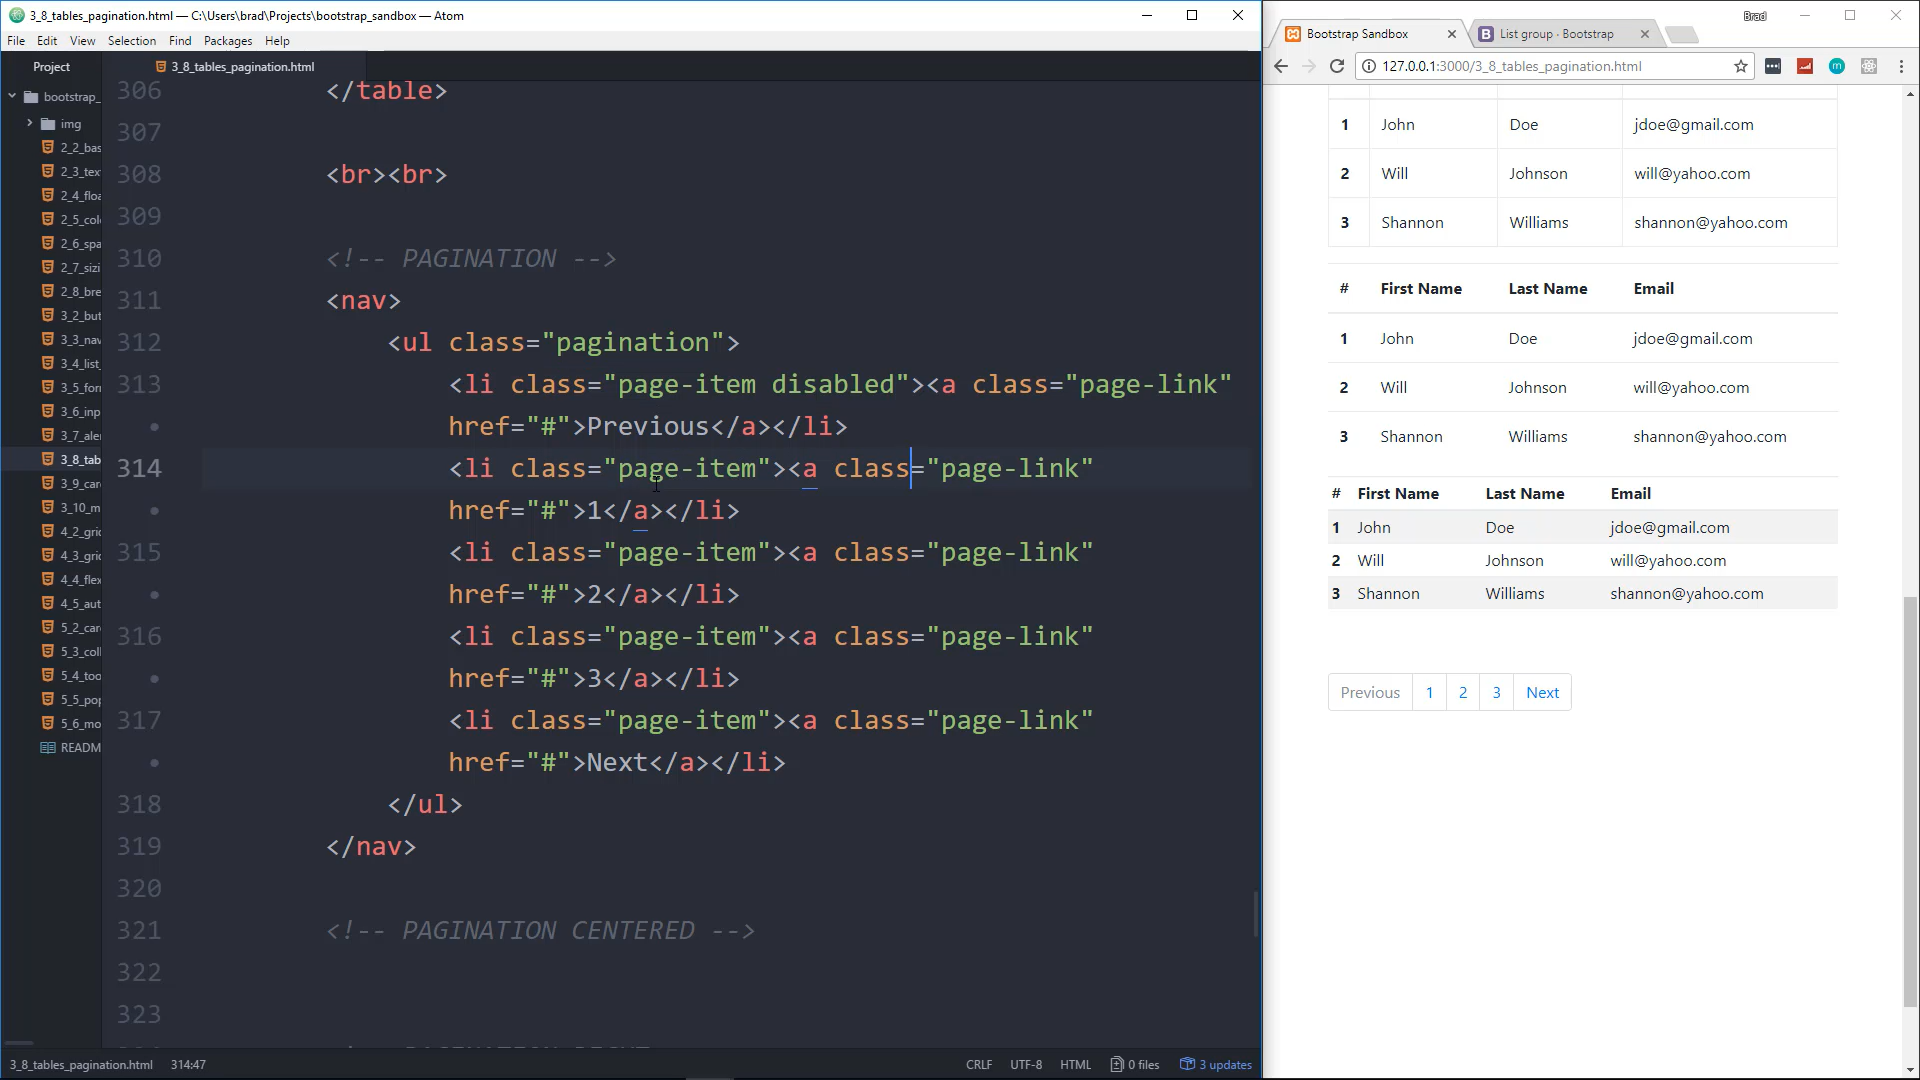 3_8_tables_pagination.html — C:\Users\brad\Projects\bootstrap_sandbox — Atom
File Edit View Selection Find Packages Help
Project
bootstrap_
img
2_2_bas
2_3_tex
2_4_floa
2_5_col
2_6_spa
2_7_sizi
2_8_bre
3_2_but
3_3_nav
3_4_list_
3_5_forn
3_6_inp
3_7_ale
3_8_tab
3_9_car
3_10_m
4_2_gri
4_3_gri
4_4_flex
4_5_aut
5_2_car
5_3_coll
5_4_too
5_5_pop
5_6_mo
README
3_8_tables_pagination.html
306 </table>
307
308 <br><br>
309
310 <!-- PAGINATION -->
311 <nav>
312 <ul class="pagination">
313 <li class="page-item disabled"><a class="page-link"
• href="#">Previous</a></li>
314 <li class="page-item"><a class="page-link"
• href="#">1</a></li>
315 <li class="page-item"><a class="page-link"
• href="#">2</a></li>
316 <li class="page-item"><a class="page-link"
• href="#">3</a></li>
317 <li class="page-item"><a class="page-link"
• href="#">Next</a></li>
318 </ul>
319 </nav>
320
321 <!-- PAGINATION CENTERED -->
322
323
3_8_tables_pagination.html 314:47 CRLF UTF-8 HTML 0 files 3 updates
Brad
Bootstrap Sandbox
List group · Bootstrap
127.0.0.1:3000/3_8_tables_pagination.html
1 John Doe jdoe@gmail.com
2 Will Johnson will@yahoo.com
3 Shannon Williams shannon@yahoo.com
# First Name Last Name Email
1 John Doe jdoe@gmail.com
2 Will Johnson will@yahoo.com
3 Shannon Williams shannon@yahoo.com
# First Name Last Name Email
1 John Doe jdoe@gmail.com
2 Will Johnson will@yahoo.com
3 Shannon Williams shannon@yahoo.com
Previous 1 2 3 Next